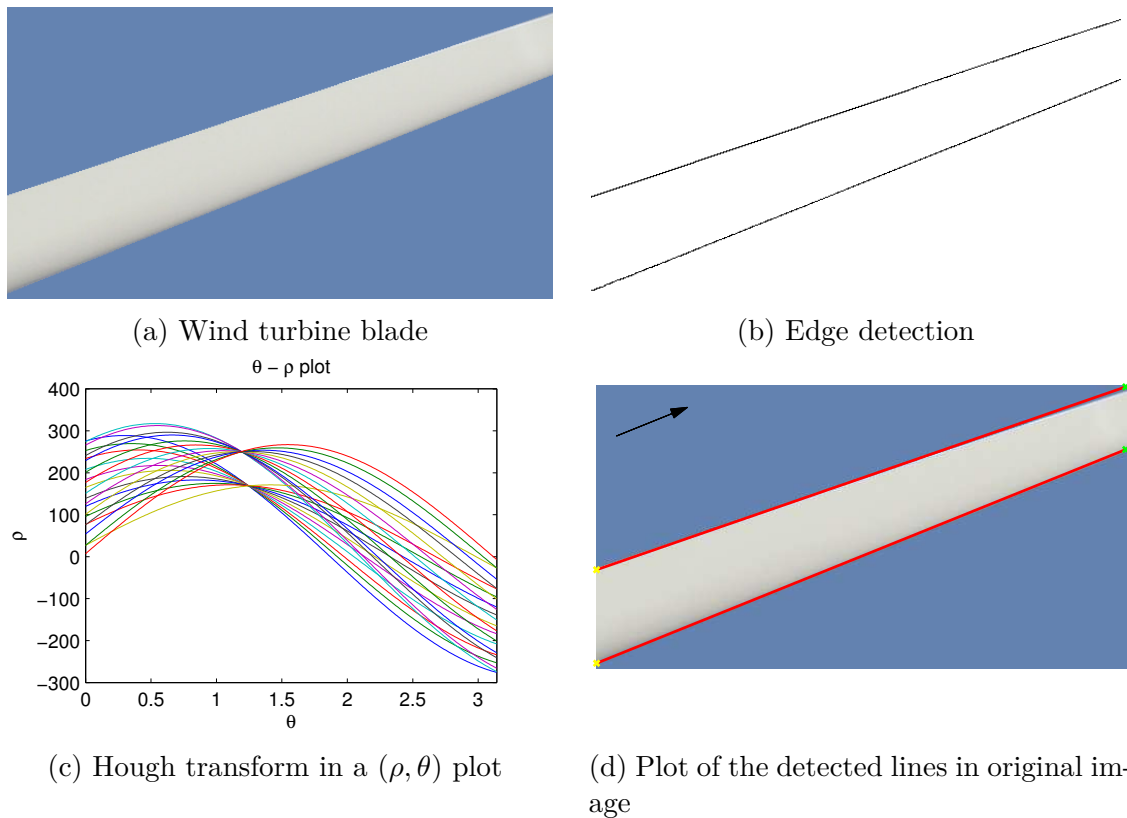 (a) Wind turbine blade
(b) Edge detection
θ − ρ plot
400
300
200
100
0
−100
−200
−300
ρ
0
0.5
1
1.5
2
2.5
3
θ
(c) Hough transform in a (ρ, θ) plot
(d) Plot of the detected lines in original im-
age